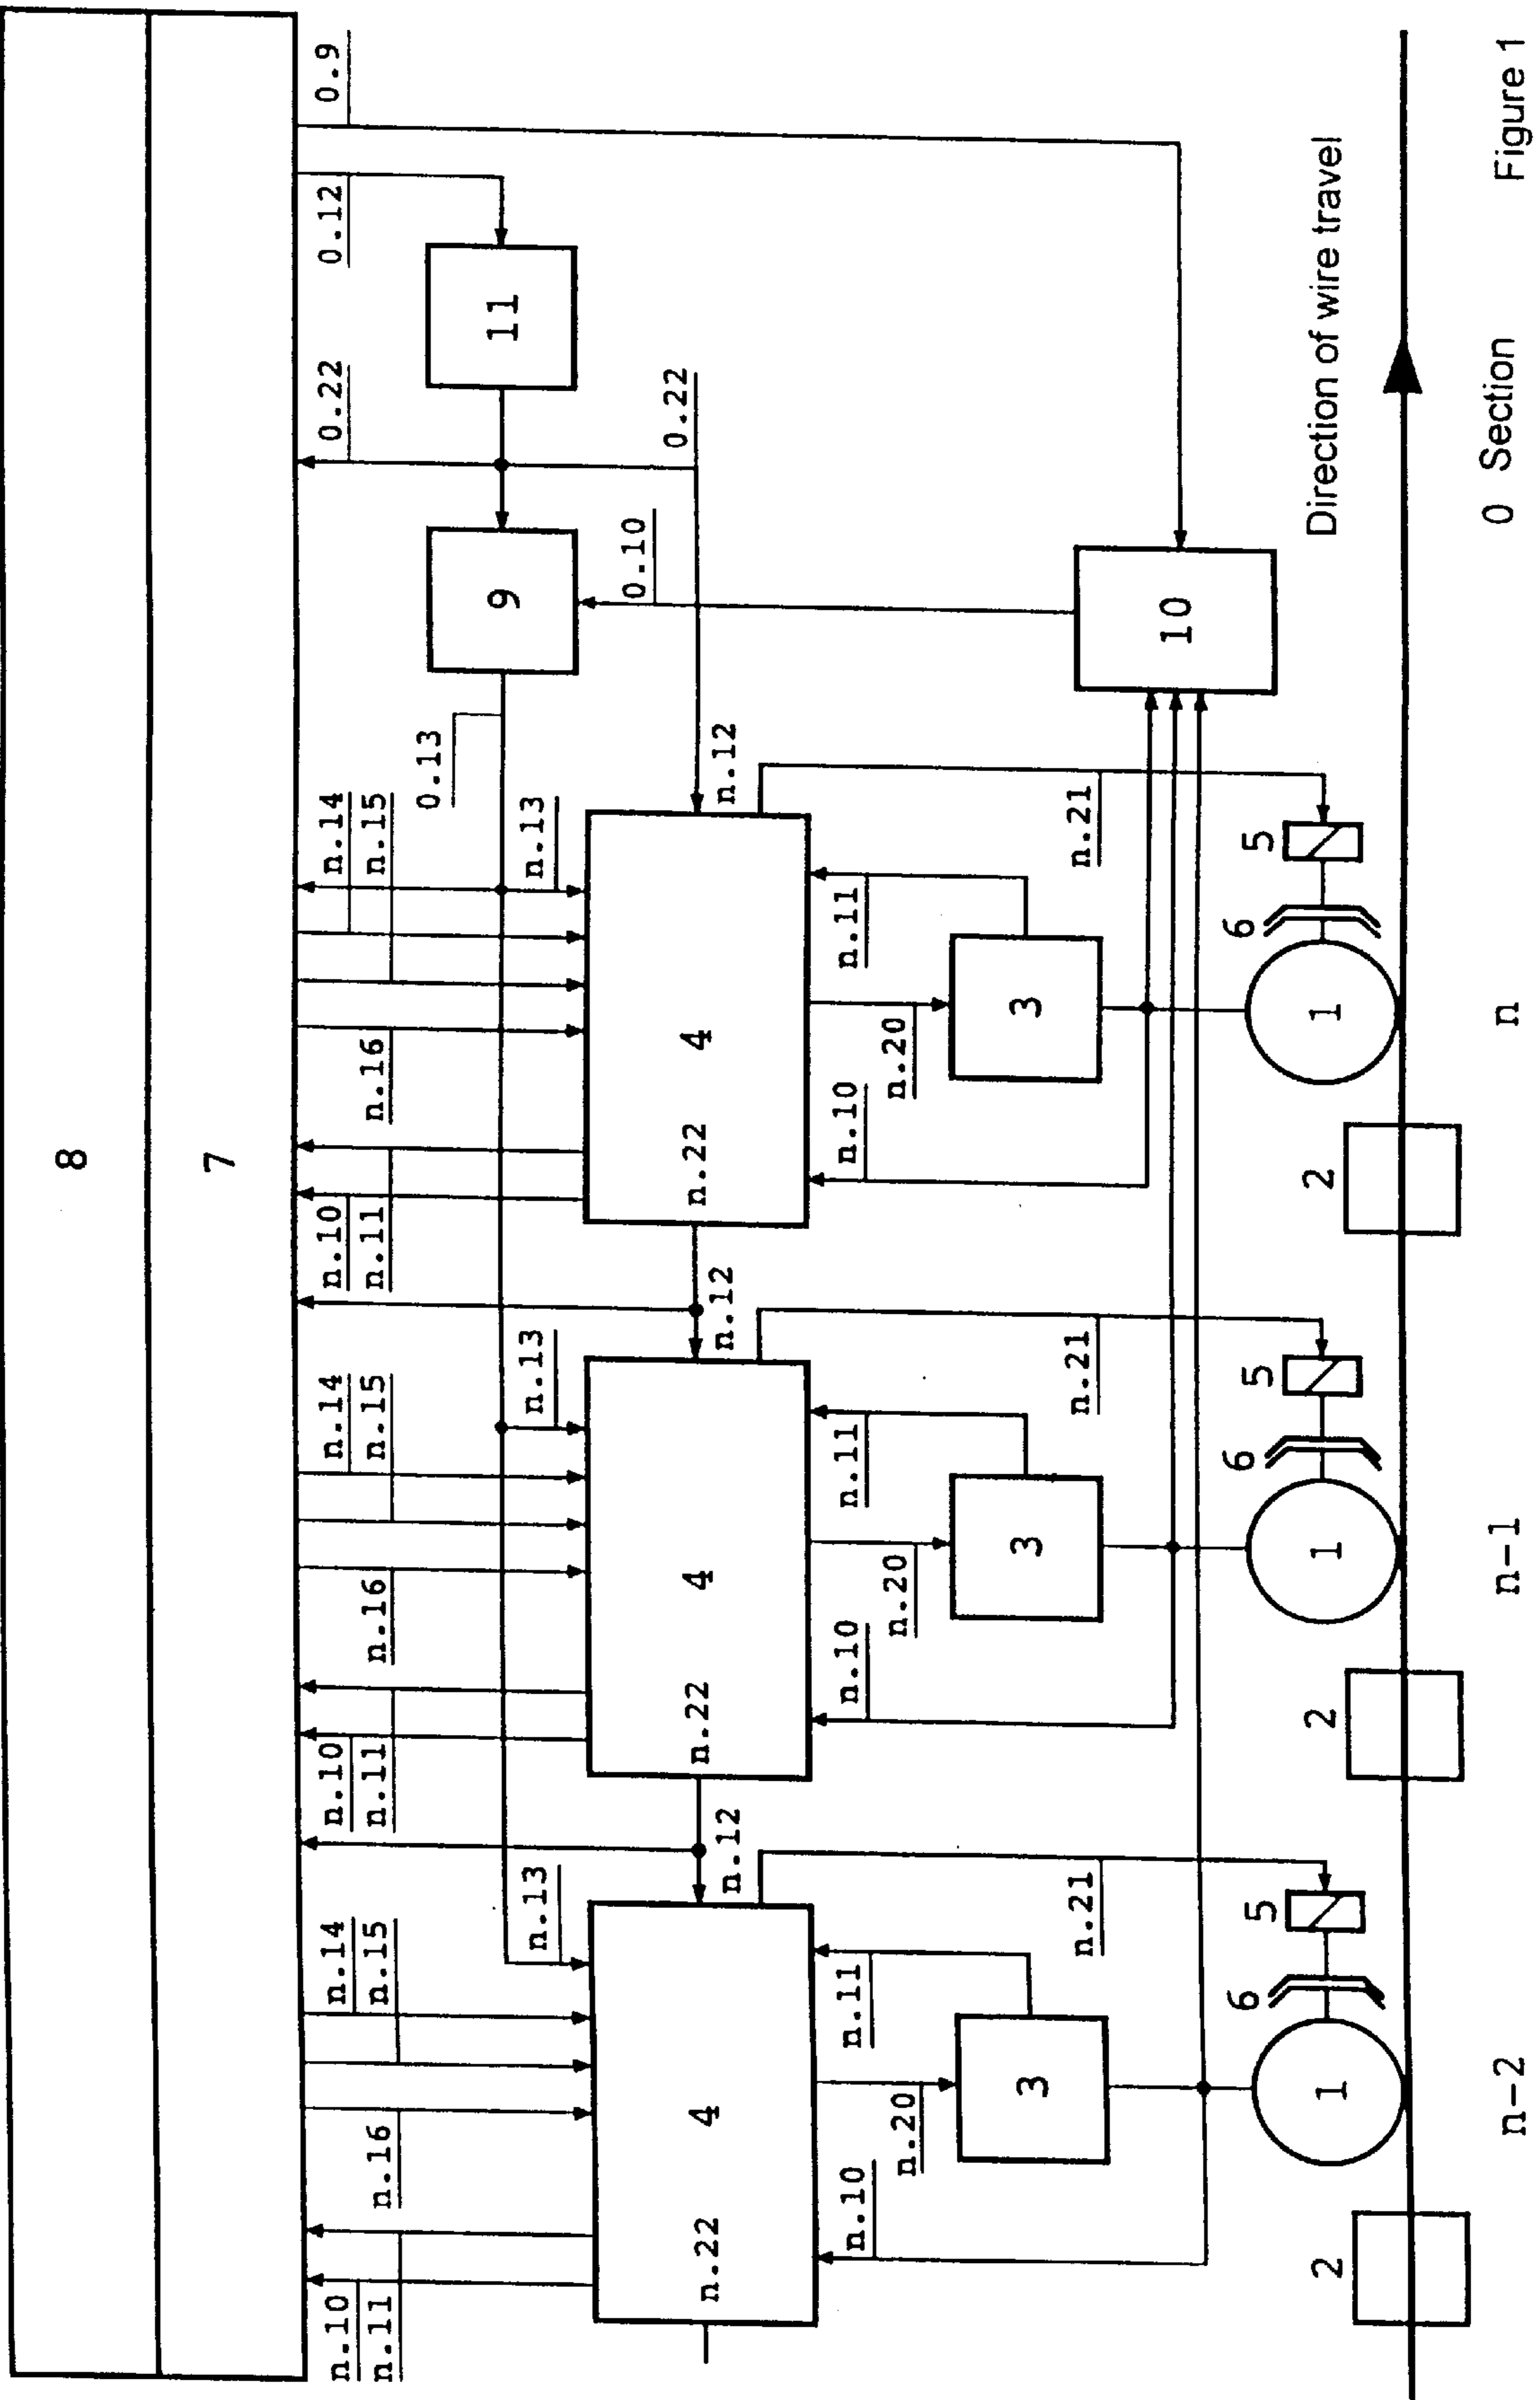 8
7
n.10
n.11
n.16
n.14
n.15
n.10
n.11
n.16
n.14
n.15
n.10
n.11
n.16
n.14
n.15
0.22
0.12
0.9
0.13
n.13
n.13
n.13
9
11
0.10
0.22
n.22
4
n.12
n.22
4
n.12
n.22
4
n.12
n.10
n.20
n.11
n.21
n.10
n.20
n.11
n.21
n.10
n.20
n.11
n.21
3
3
3
10
2
1
6
5
2
1
6
5
2
1
6
5
Direction of wire travel
n-2
n-1
n
0 Section
Figure 1